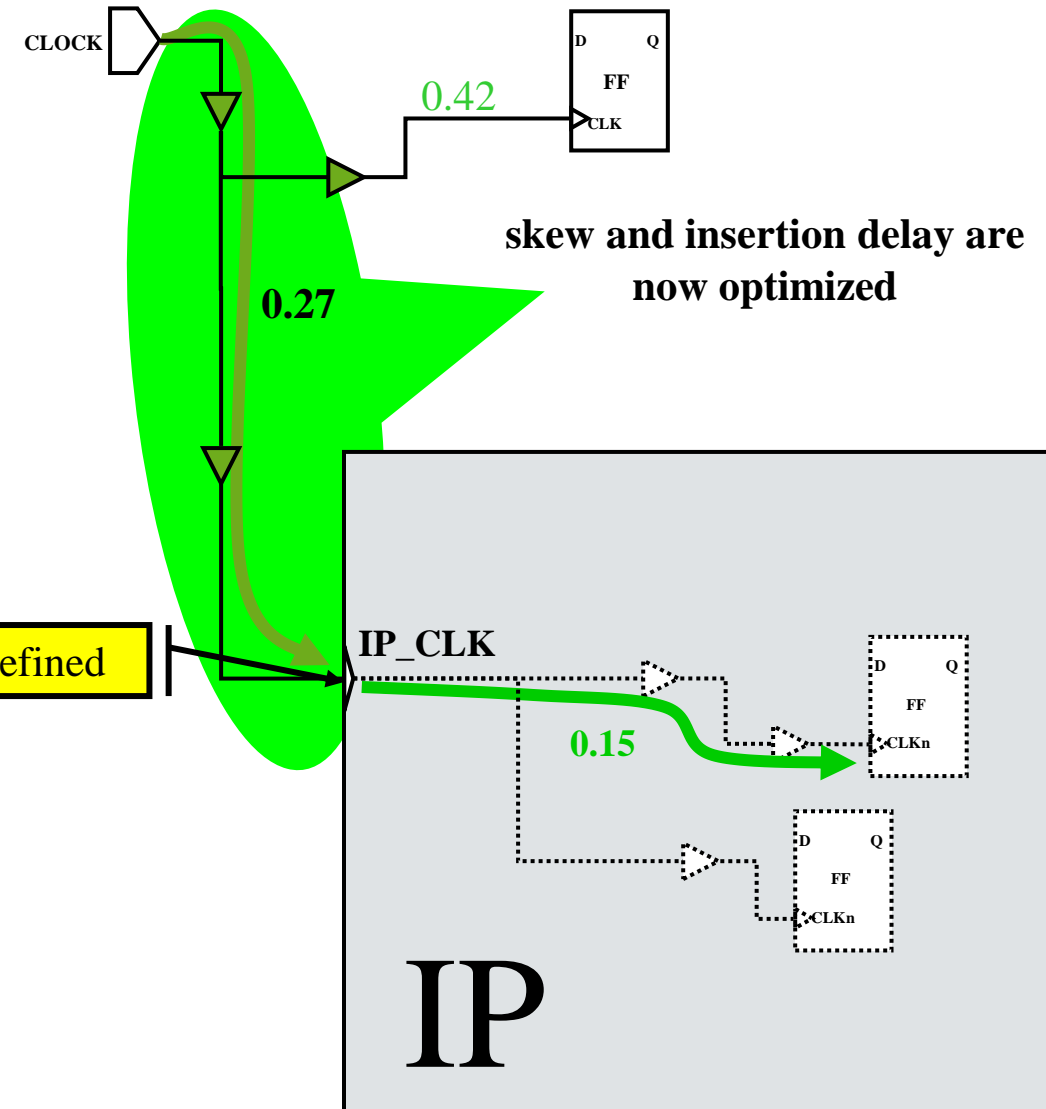 CLOCK
D Q
FF
CLK
0.42
skew and insertion delay are
now optimized
0.27
efined
IP_CLK
0.15
D Q
FF
CLKn
D Q
FF
CLKn
IP